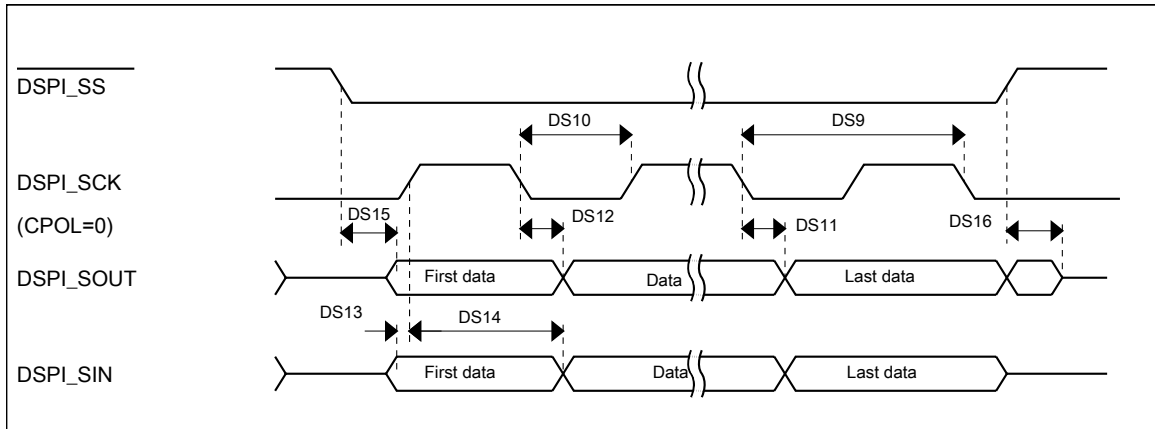 DSPI_SS
DS10
DS9
DSPI_SCK
(CPOL=0)
DS15
DS12
DS11
DS16
DSPI_SOUT
First data
Data
Last data
DS13
DS14
DSPI_SIN
First data
Data
Last data